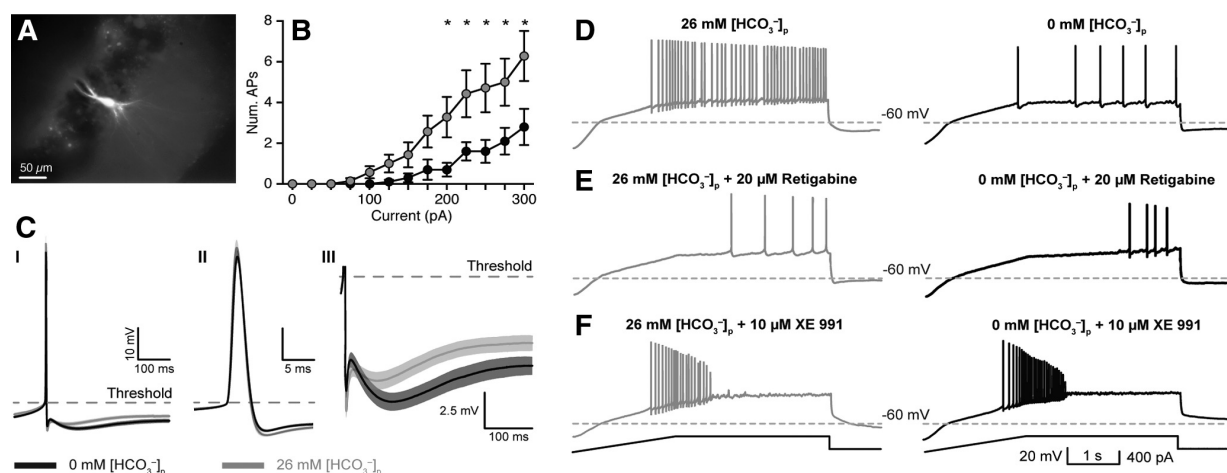 A
50 µm
B
Num. APs
8
6
4
2
0
0
100
200
300
Current (pA)
* * * * *
C
I
10 mV
100 ms
Threshold
II
5 ms
III
Threshold
2.5 mV
100 ms
0 mM [HCO₃⁻]ₚ
26 mM [HCO₃⁻]ₚ
D
26 mM [HCO₃⁻]ₚ
0 mM [HCO₃⁻]ₚ
-60 mV
E
26 mM [HCO₃⁻]ₚ + 20 µM Retigabine
0 mM [HCO₃⁻]ₚ + 20 µM Retigabine
-60 mV
F
26 mM [HCO₃⁻]ₚ + 10 µM XE 991
0 mM [HCO₃⁻]ₚ + 10 µM XE 991
-60 mV
20 mV
1 s
400 pA